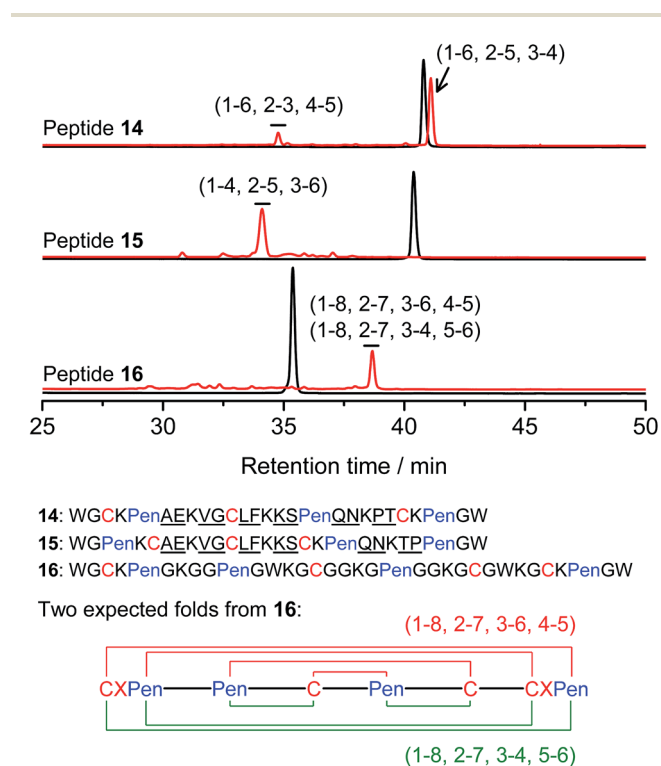 (1-6, 2-5, 3-4)
(1-6, 2-3, 4-5)
Peptide 14
(1-4, 2-5, 3-6)
Peptide 15
(1-8, 2-7, 3-6, 4-5)
(1-8, 2-7, 3-4, 5-6)
Peptide 16
25 30 35 40 45 50
Retention time / min
14: WGCKPenAEKVGCLFKKSPenQNKPTCKPenGW
15: WGPenKCAEKVGCLFKKSCKPenQNKTPPenGW
16: WGCKPenGKGGPenGWKGCGGKGPenGGKGCGWKGCKPenGW
Two expected folds from 16:
(1-8, 2-7, 3-6, 4-5)
CXPen Pen C Pen C CXPen
(1-8, 2-7, 3-4, 5-6)